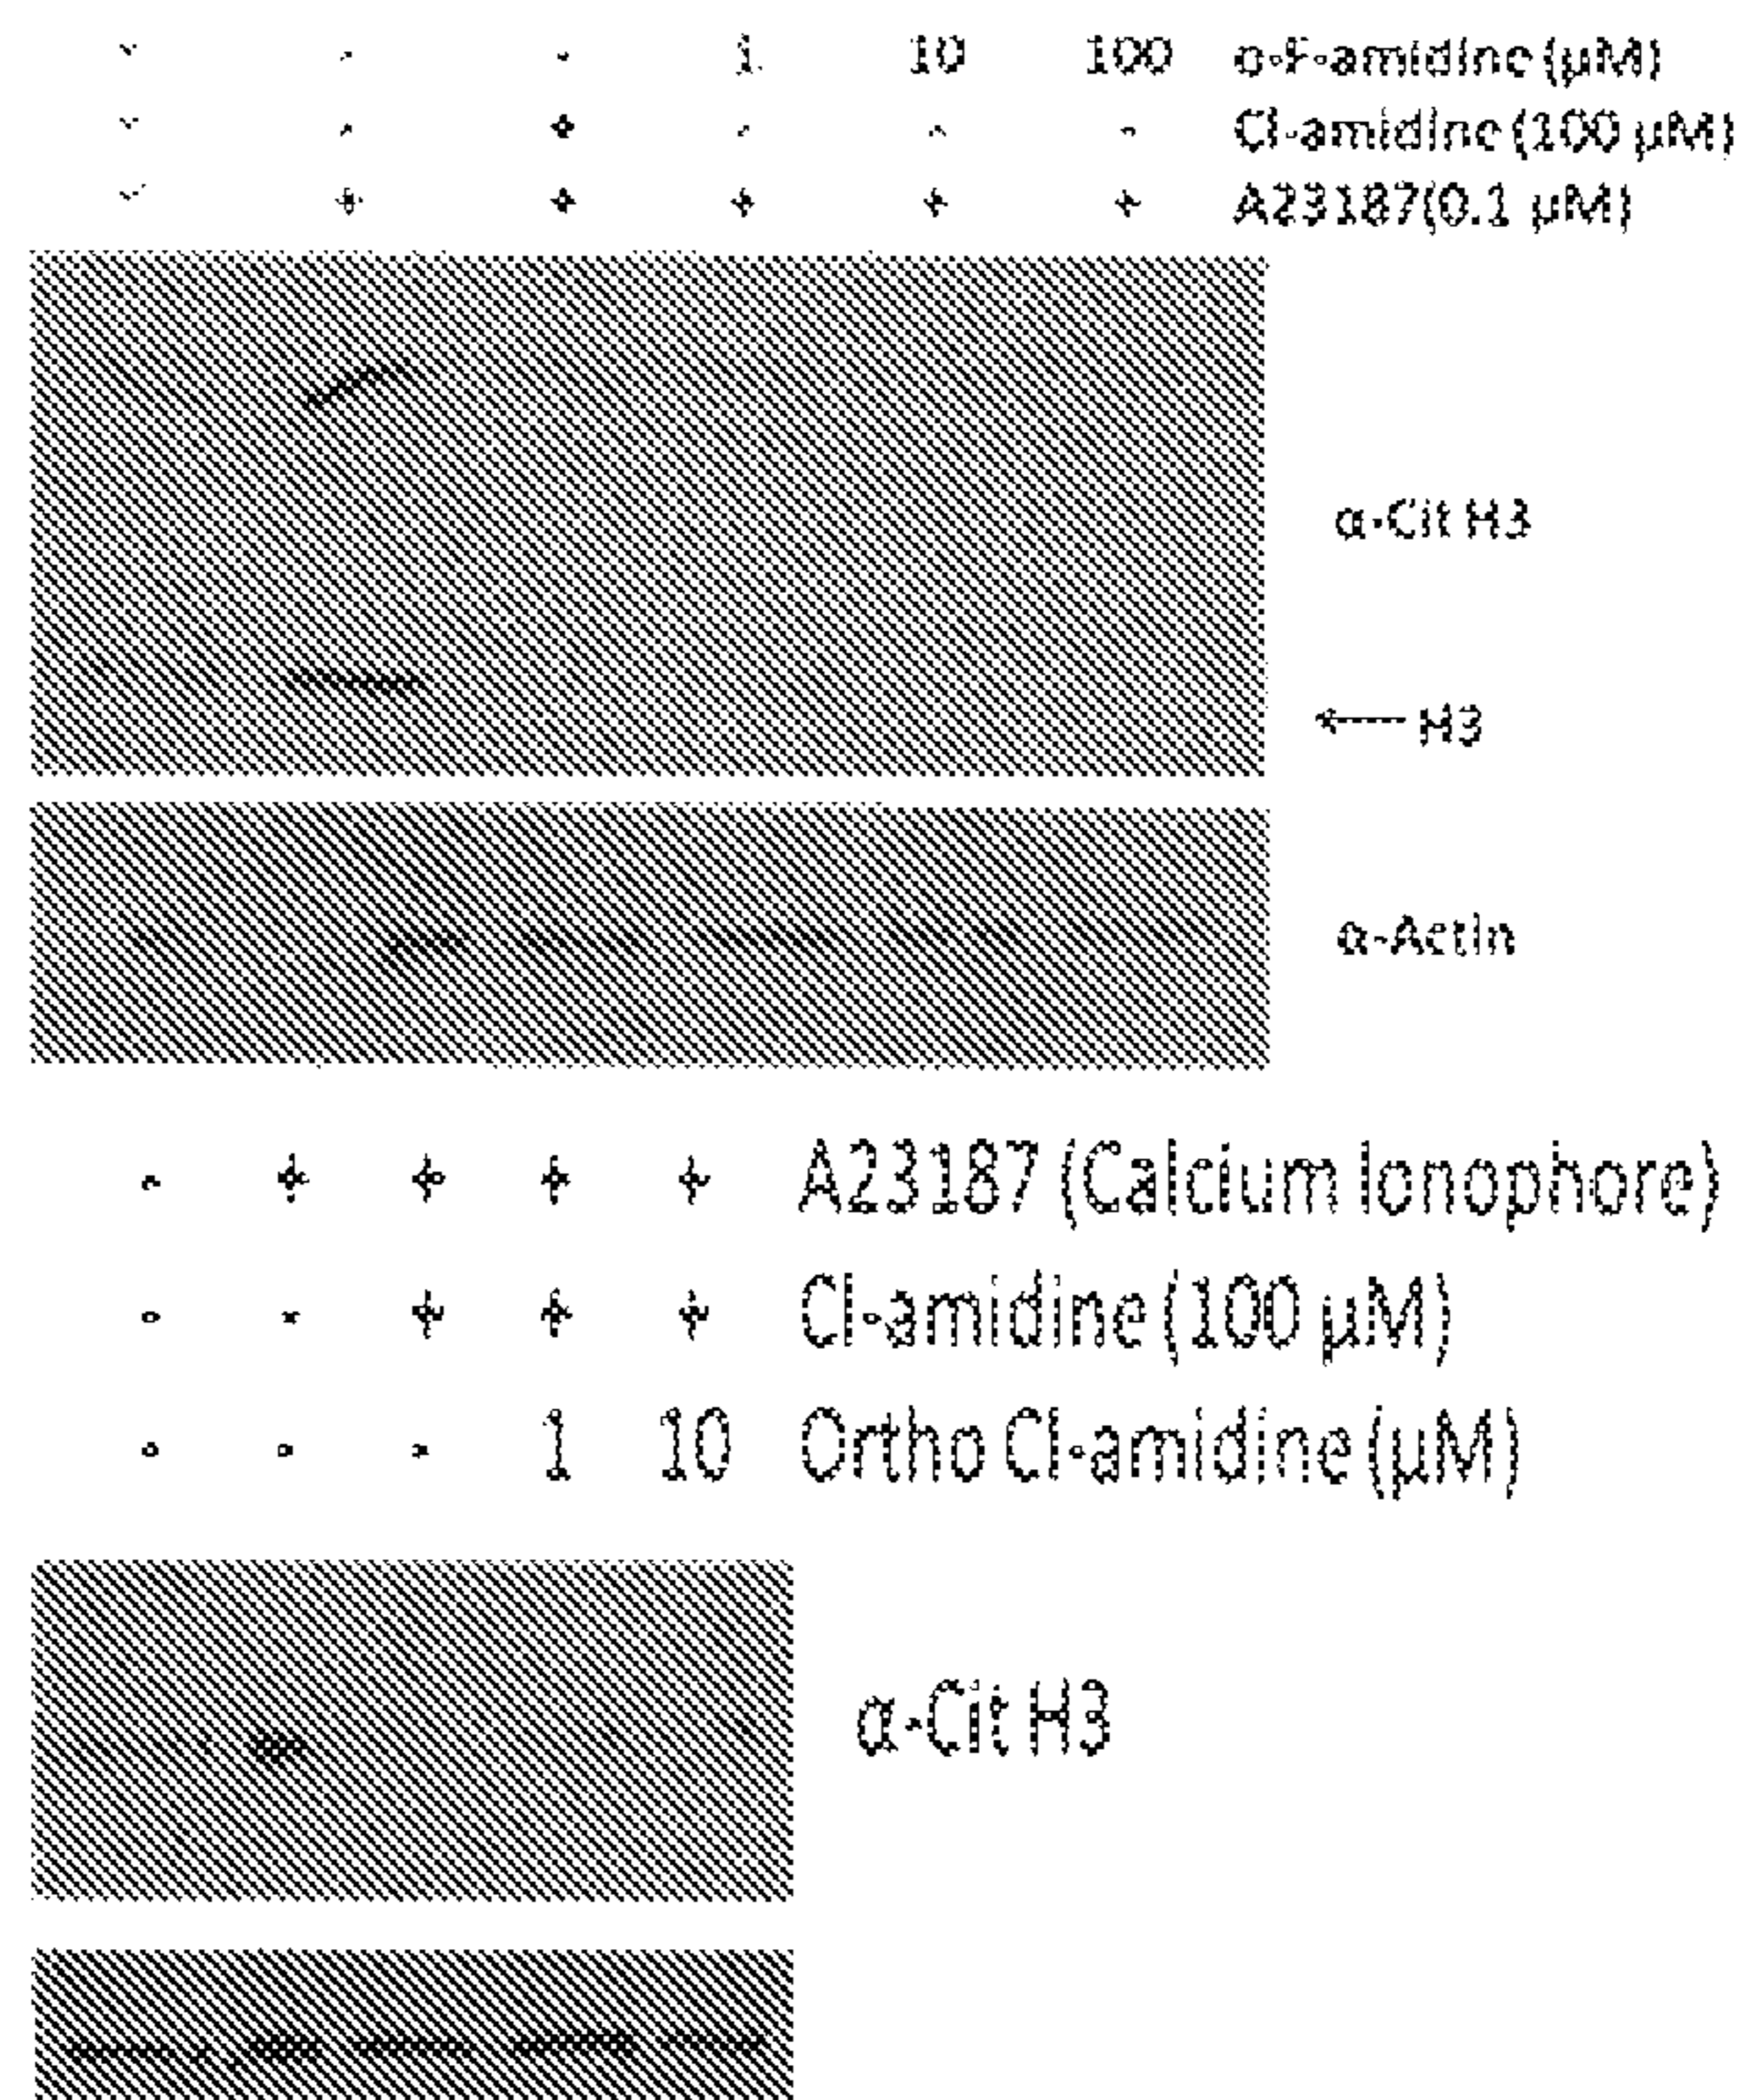 - - - 1 10 100 o-F-amidine (μM)
- - + - - - Cl-amidine (100 μM)
- + + + + + A23187(0.1 μM)
α-Cit H3
← H3
α-Actin
- + + + + A23187 (Calcium Ionophore)
- - + + + Cl-amidine (100 μM)
- - - 1 10 Ortho Cl-amidine (μM)
α-Cit H3